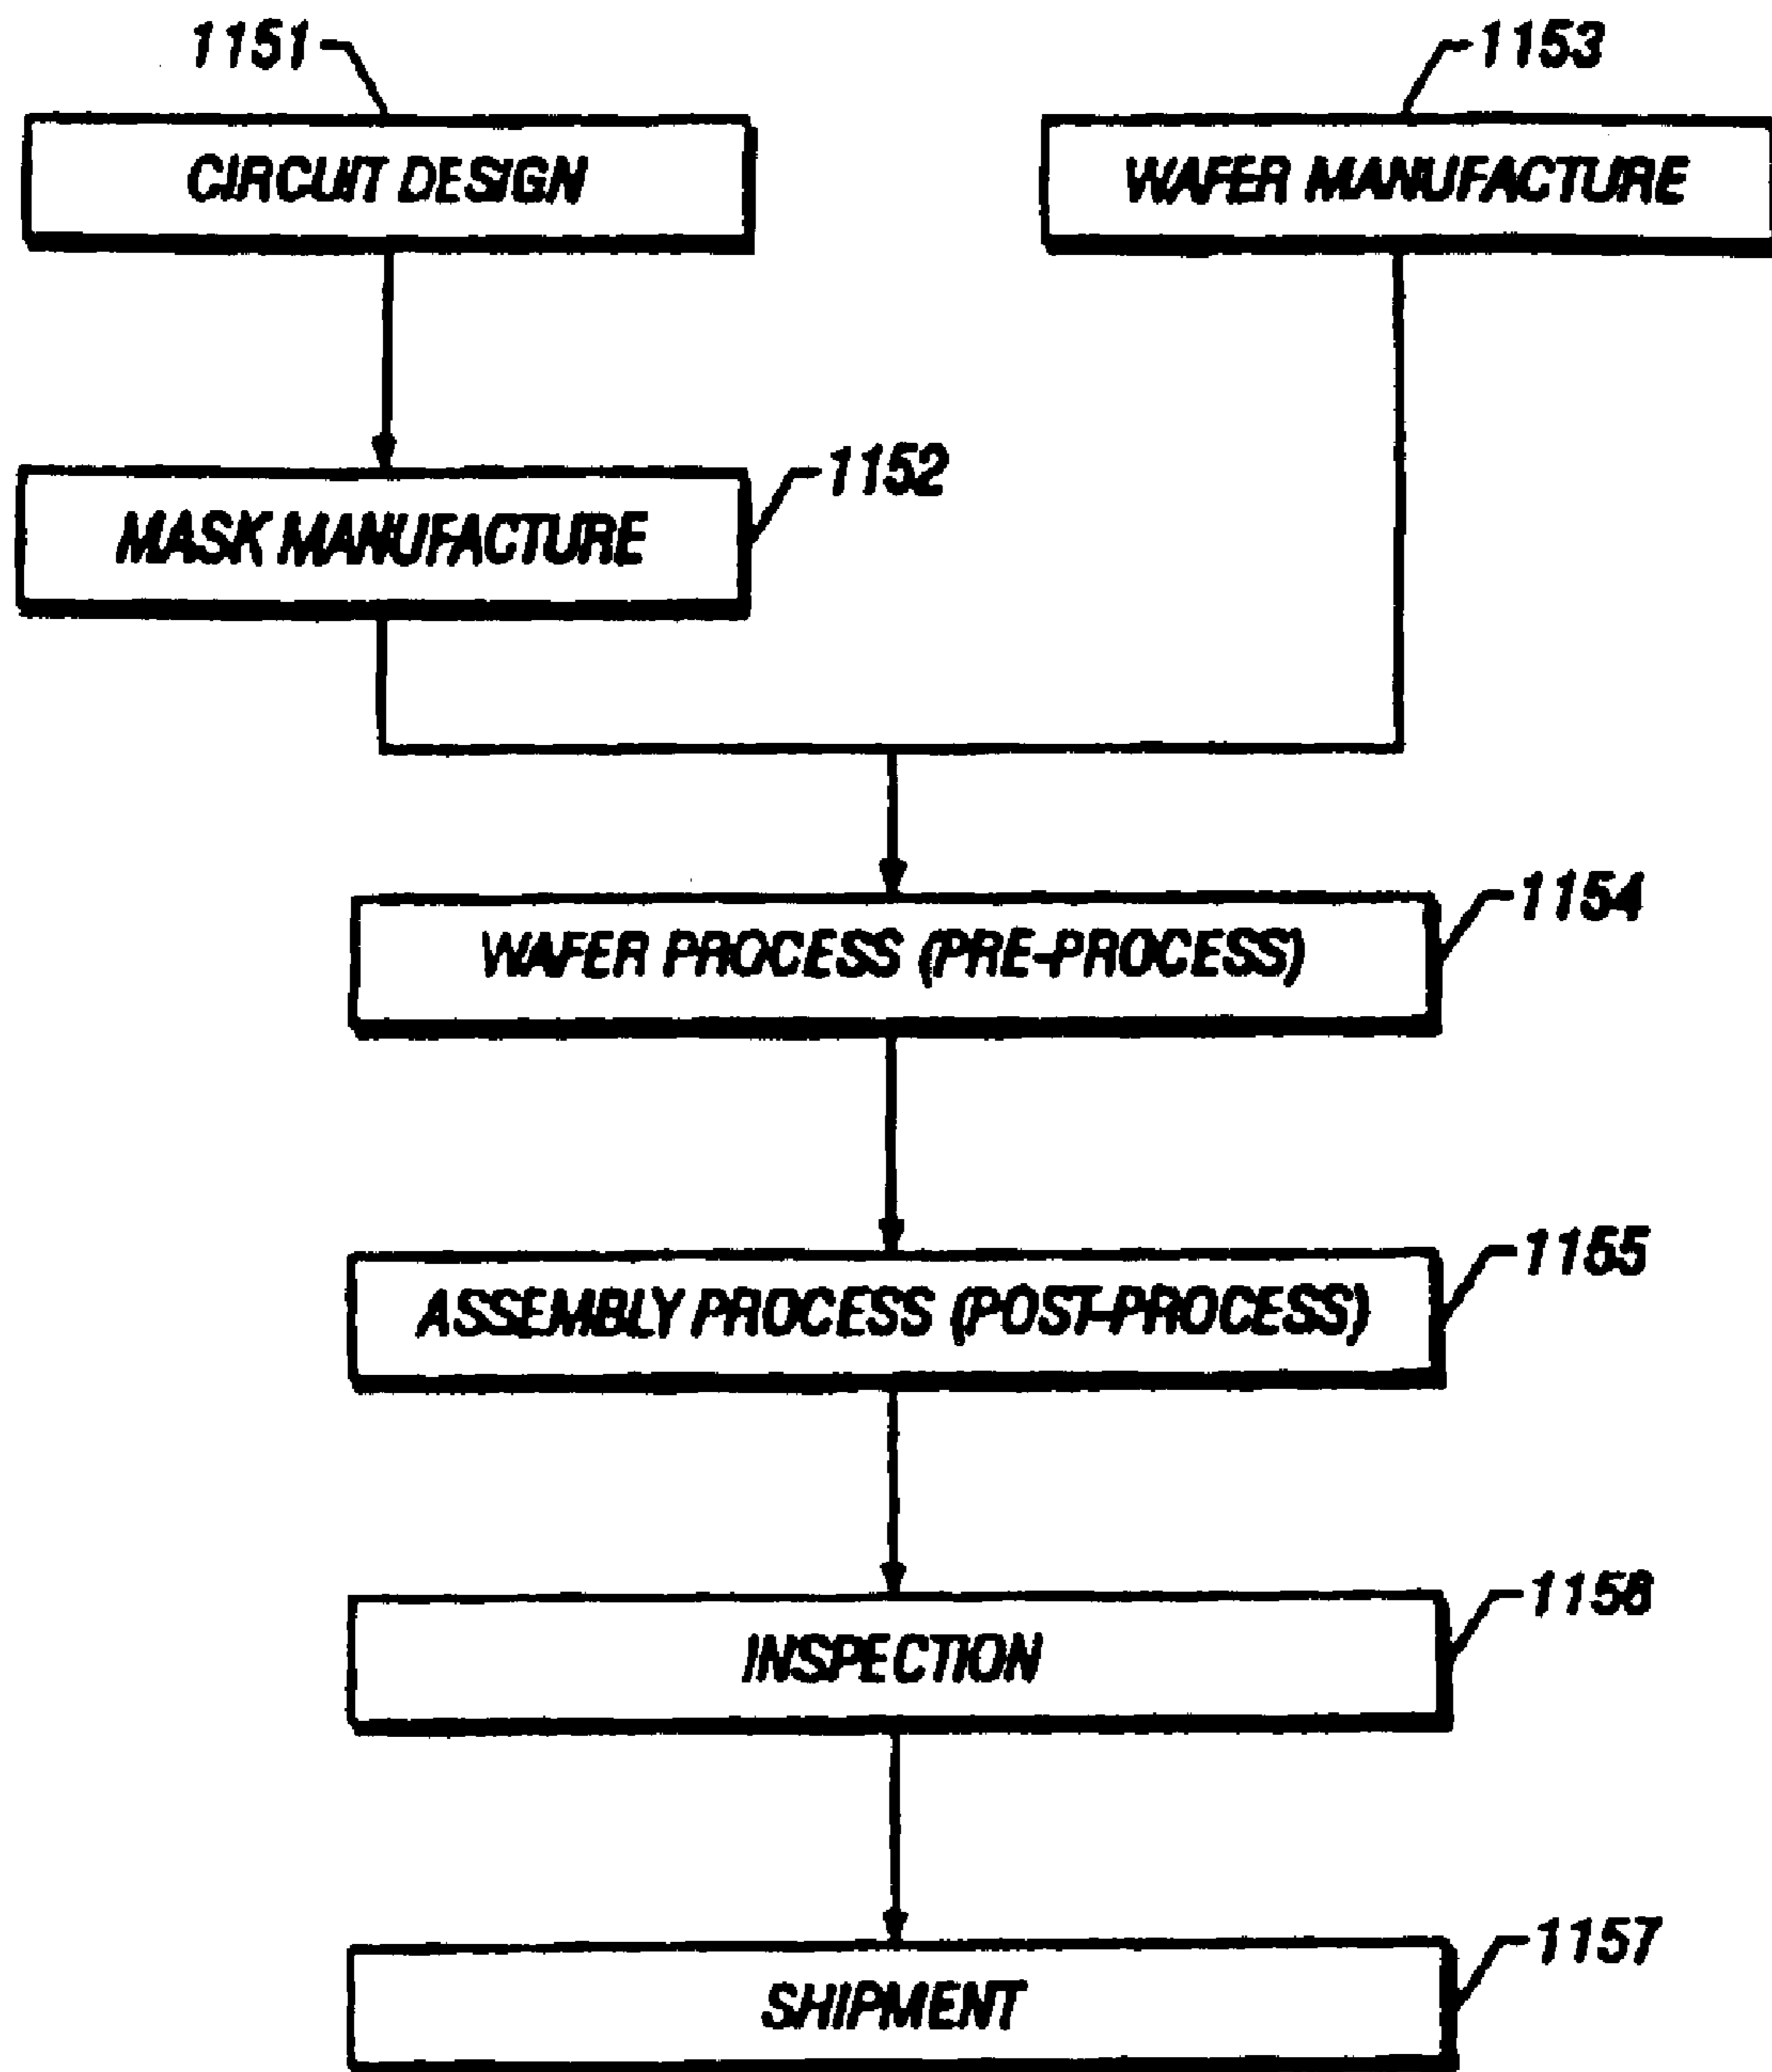 1151
1153
CIRCUIT DESIGN
WAFER MANUFACTURE
1152
MASK MANUFACTURE
1154
WAFER PROCESS (PRE-PROCESS)
1155
ASSEMBLY PROCESS (POST-PROCESS)
1156
INSPECTION
1157
SHIPMENT